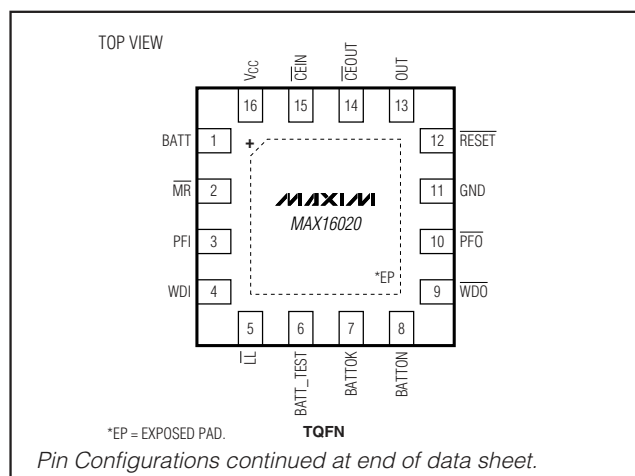 TOP VIEW
VCC
CEIN
CEOUT
OUT
16
15
14
13
BATT
1
+
12
RESET
MR
2
MAXIM
MAX16020
11
GND
PFI
3
10
PFO
WDI
4
*EP
9
WDO
5
6
7
8
LL
BATT_TEST
BATTOK
BATTON
*EP = EXPOSED PAD.
TQFN
Pin Configurations continued at end of data sheet.